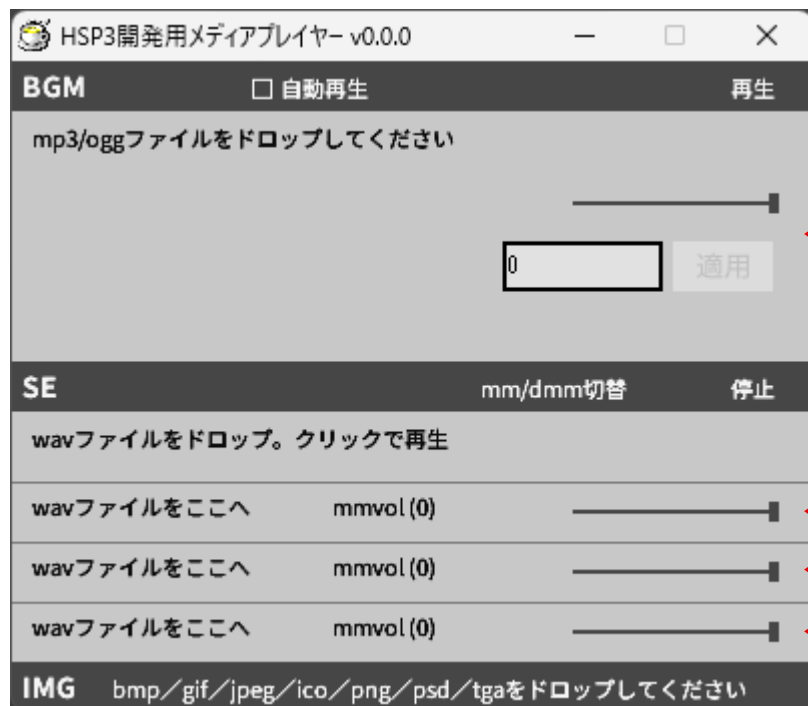 HSP3開発用メディアプレイヤー v0.0.0
BGM 自動再生 再生
mp3/oggファイルをドロップしてください
0 適用
SE mm/dmm切替 停止
wavファイルをドロップ。クリックで再生
wavファイルをここへ mmvol(0)
wavファイルをここへ mmvol(0)
wavファイルをここへ mmvol(0)
IMG bmp/gif/jpeg/ico/png/psd/tgaをドロップしてください